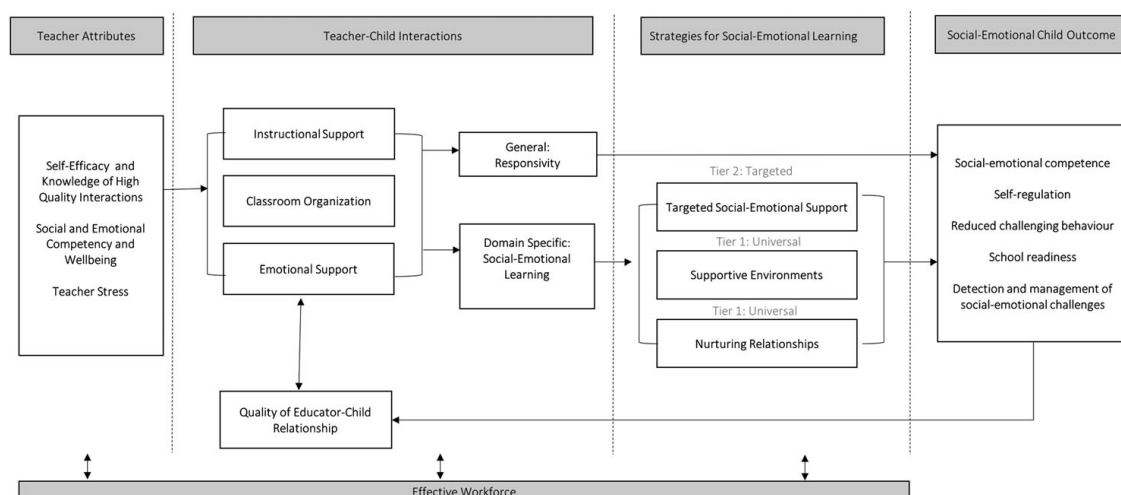 Teacher Attributes
Teacher-Child Interactions
Strategies for Social-Emotional Learning
Social-Emotional Child Outcome
Self-Efficacy and
Knowledge of High
Quality Interactions
Social and Emotional
Competency and
Wellbeing
Teacher Stress
Instructional Support
Classroom Organization
Emotional Support
Quality of Educator-Child
Relationship
General:
Responsivity
Domain Specific:
Social-Emotional
Learning
Tier 2: Targeted
Targeted Social-Emotional Support
Tier 1: Universal
Supportive Environments
Tier 1: Universal
Nurturing Relationships
Social-emotional competence
Self-regulation
Reduced challenging behaviour
School readiness
Detection and management of
social-emotional challenges
Effective Workforce